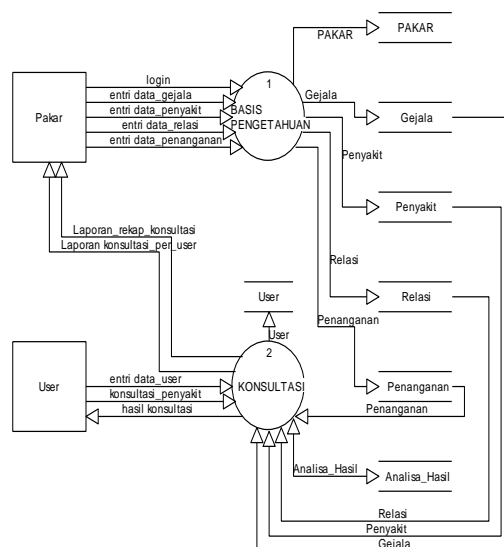 PAKAR
PAKAR
login
1
entri data_gejala
Gejala
Pakar
entri data_penyakit
BASIS
PENGETAHUAN
Gejala
entri data_relasi
entri data_penanganan
Penyakit
Penyakit
Laporan_rekap_konsultasi
Laporan konsultasi_per_user
Relasi
User
Relasi
Penanganan
User
2
User
entri data_user
KONSULTASI
Penanganan
konsultasi_penyakit
hasil konsultasi
Penanganan
Analisa_Hasil
Analisa_Hasil
Relasi
Penyakit
Gejala